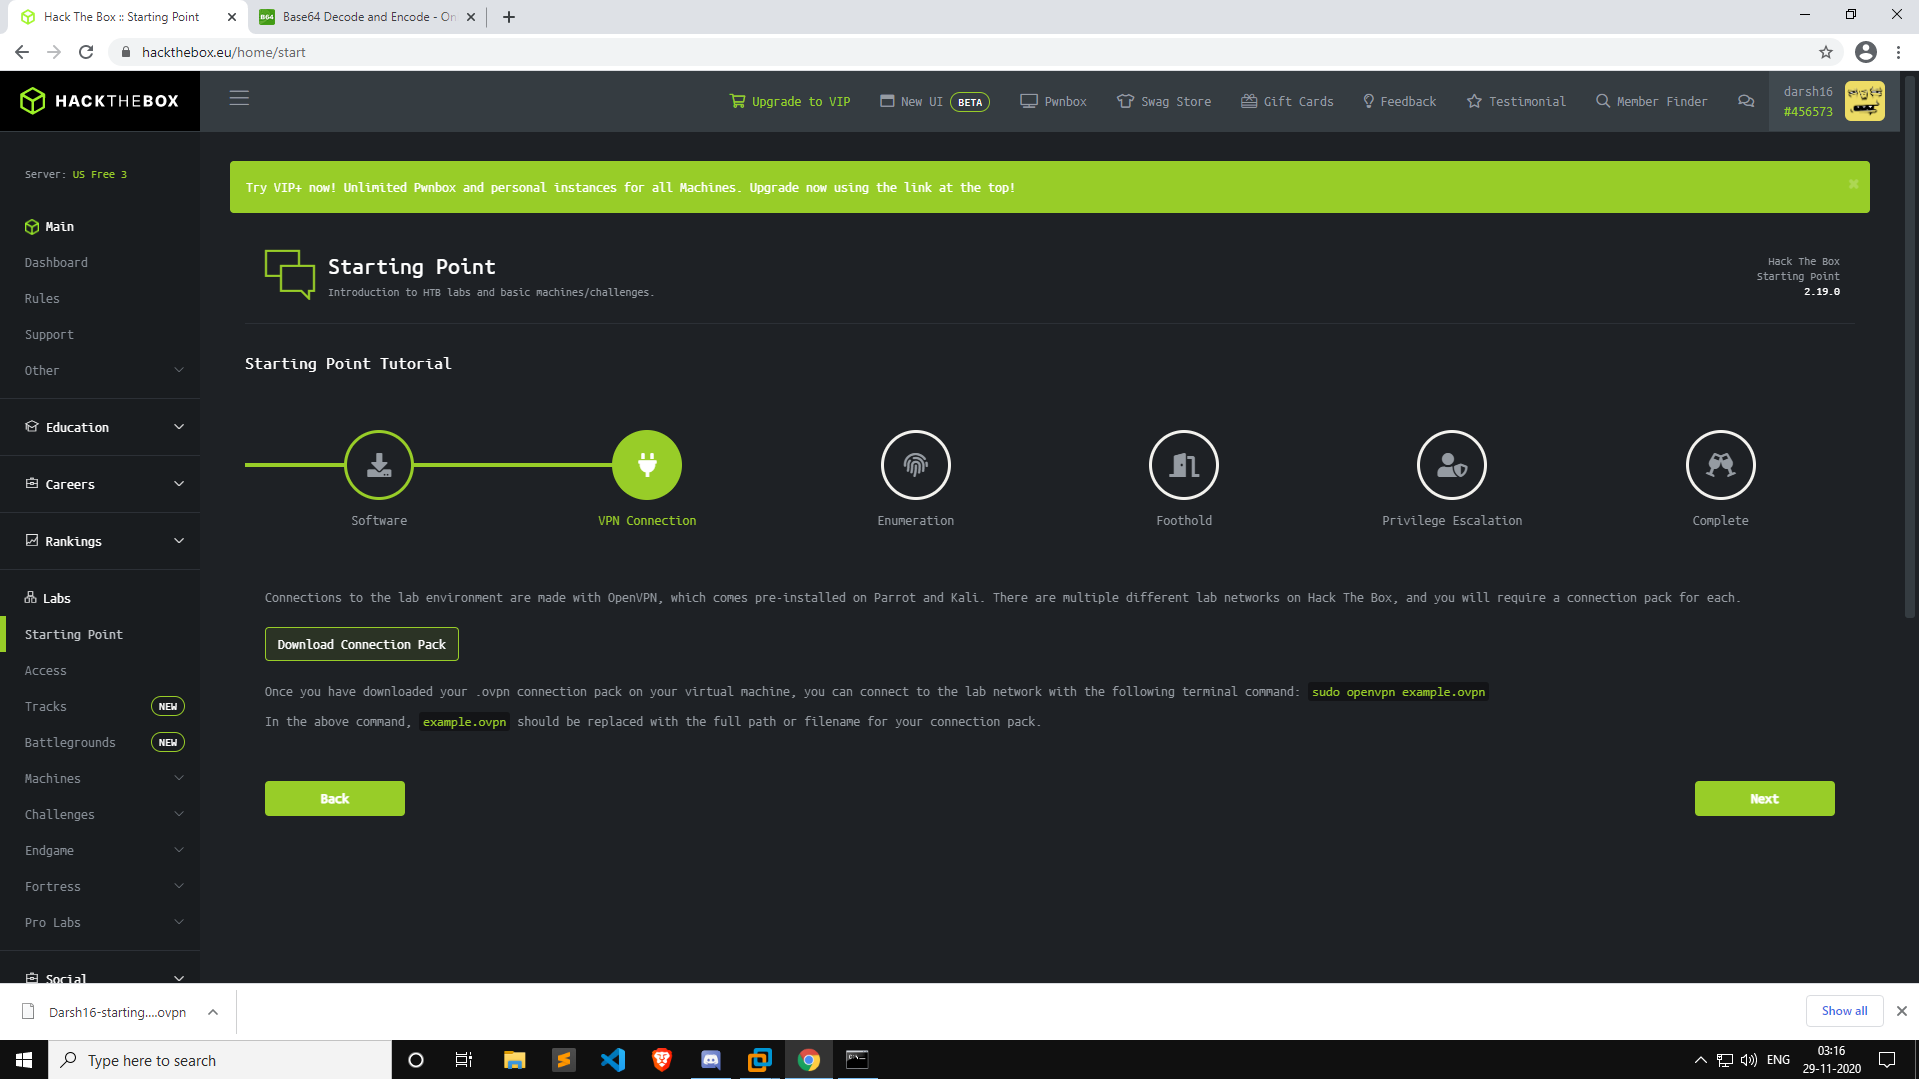 Hack The Box :: Starting Point
Base64 Decode and Encode - On
hackthebox.eu/home/start
HACKTHEBOX
Upgrade to VIP
New UI BETA
Pwnbox
Swag Store
Gift Cards
Feedback
Testimonial
Member Finder
darsh16
#456573
Server: US Free 3
Main
Dashboard
Rules
Support
Other
Education
Careers
Rankings
Labs
Starting Point
Access
Tracks NEW
Battlegrounds NEW
Machines
Challenges
Endgame
Fortress
Pro Labs
Social
Try VIP+ now! Unlimited Pwnbox and personal instances for all Machines. Upgrade now using the link at the top!
Starting Point
Introduction to HTB labs and basic machines/challenges.
Hack The Box
Starting Point
2.19.0
Starting Point Tutorial
Software
VPN Connection
Enumeration
Foothold
Privilege Escalation
Complete
Connections to the lab environment are made with OpenVPN, which comes pre-installed on Parrot and Kali. There are multiple different lab networks on Hack The Box, and you will require a connection pack for each.
Download Connection Pack
Once you have downloaded your .ovpn connection pack on your virtual machine, you can connect to the lab network with the following terminal command: sudo openvpn example.ovpn
In the above command, example.ovpn should be replaced with the full path or filename for your connection pack.
Back
Next
Darsh16-starting....ovpn
Show all
Type here to search
ENG
03:16
29-11-2020